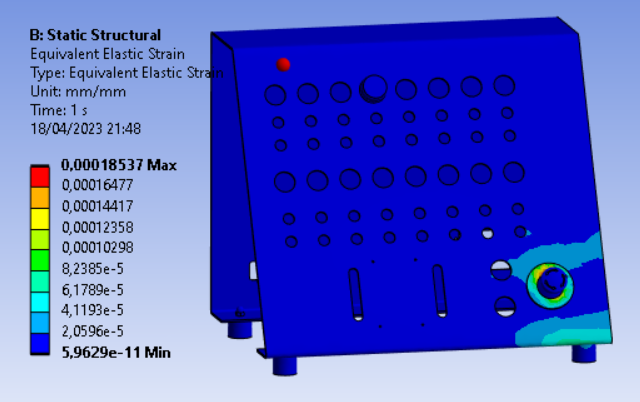 B: Static Structural
Equivalent Elastic Strain
Type: Equivalent Elastic Strain
Unit: mm/mm
Time: 1 s
18/04/2023 21:48
0,00018537 Max
0,00016477
0,00014417
0,00012358
0,00010298
8,2385e-5
6,1789e-5
4,1193e-5
2,0596e-5
5,9629e-11 Min